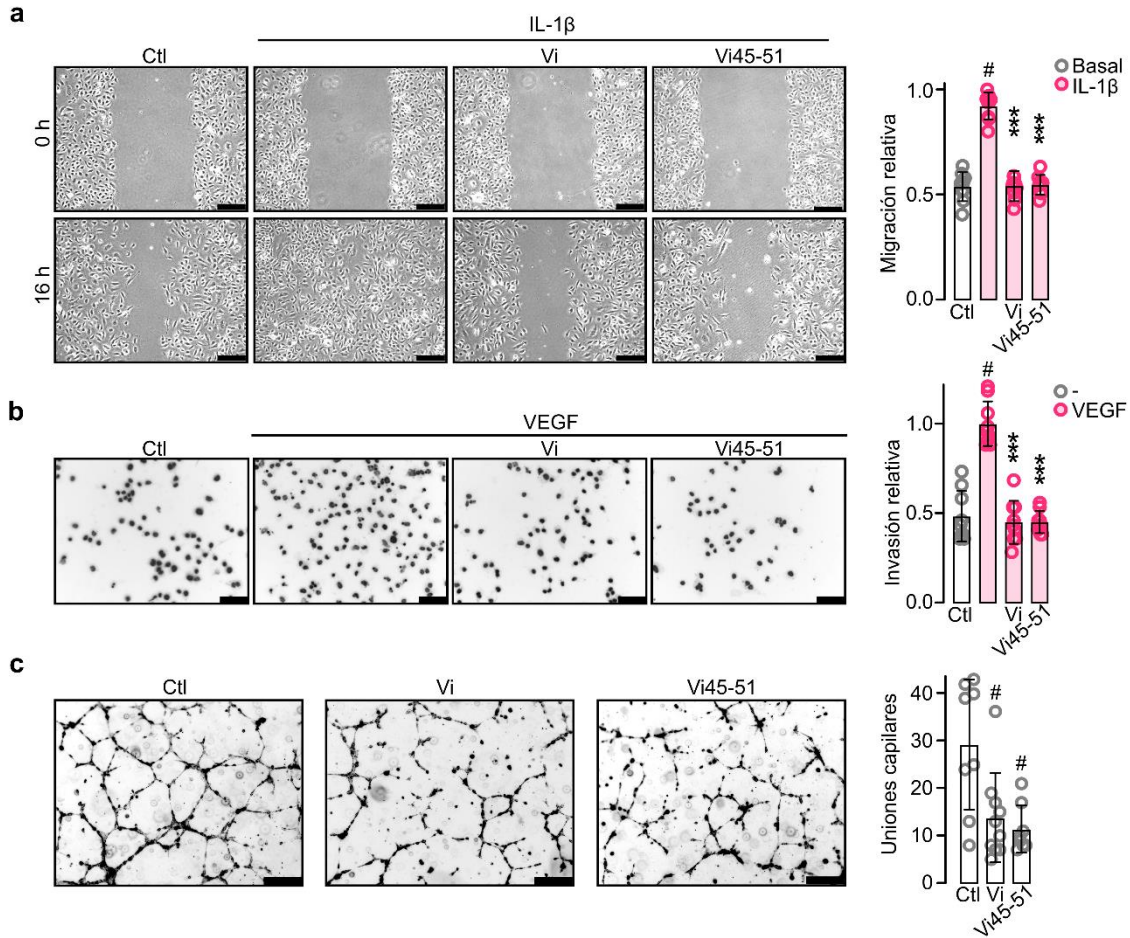 a
IL-1β
Ctl
Vi
Vi45-51
0 h
16 h
Migración relativa
1.0
0.5
0.0
#
***
***
Ctl
Vi
Vi45-51
Basal
IL-1β
b
VEGF
Ctl
Vi
Vi45-51
Invasión relativa
1.0
0.5
0.0
#
***
***
Ctl
Vi
Vi45-51
-
VEGF
c
Ctl
Vi
Vi45-51
Uniones capilares
40
30
20
10
0
#
#
Ctl
Vi
Vi45-51